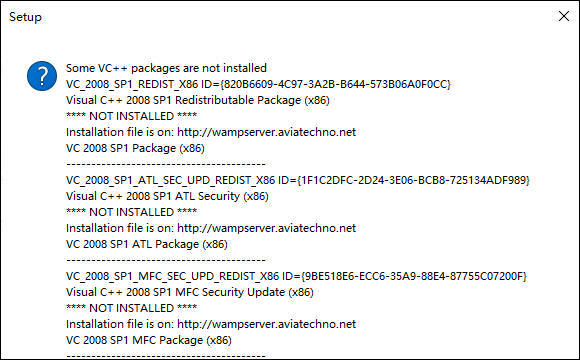 Setup
Some VC++ packages are not installed
VC_2008_SP1_REDIST_X86 ID={820B6609-4C97-3A2B-B644-573B06A0F0CC}
Visual C++ 2008 SP1 Redistributable Package (x86)
**** NOT INSTALLED ****
Installation file is on: http://wampserver.aviatechno.net
VC 2008 SP1 Package (x86)
---------------------------------------
VC_2008_SP1_ATL_SEC_UPD_REDIST_X86 ID={1F1C2DFC-2D24-3E06-BCB8-725134ADF989}
Visual C++ 2008 SP1 ATL Security (x86)
**** NOT INSTALLED ****
Installation file is on: http://wampserver.aviatechno.net
VC 2008 SP1 ATL Package (x86)
---------------------------------------
VC_2008_SP1_MFC_SEC_UPD_REDIST_X86 ID={9BE518E6-ECC6-35A9-88E4-87755C07200F}
Visual C++ 2008 SP1 MFC Security Update (x86)
**** NOT INSTALLED ****
Installation file is on: http://wampserver.aviatechno.net
VC 2008 SP1 MFC Package (x86)
---------------------------------------